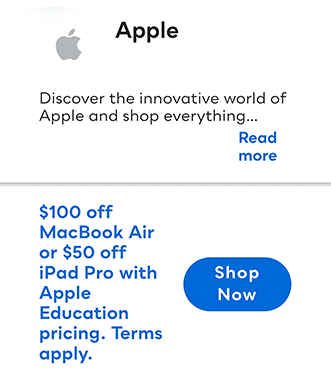 Apple
Discover the innovative world of
Apple and shop everything...
Read
more
$100 off
MacBook Air
or $50 off
iPad Pro with
Apple
Education
pricing. Terms
apply.
Shop
Now